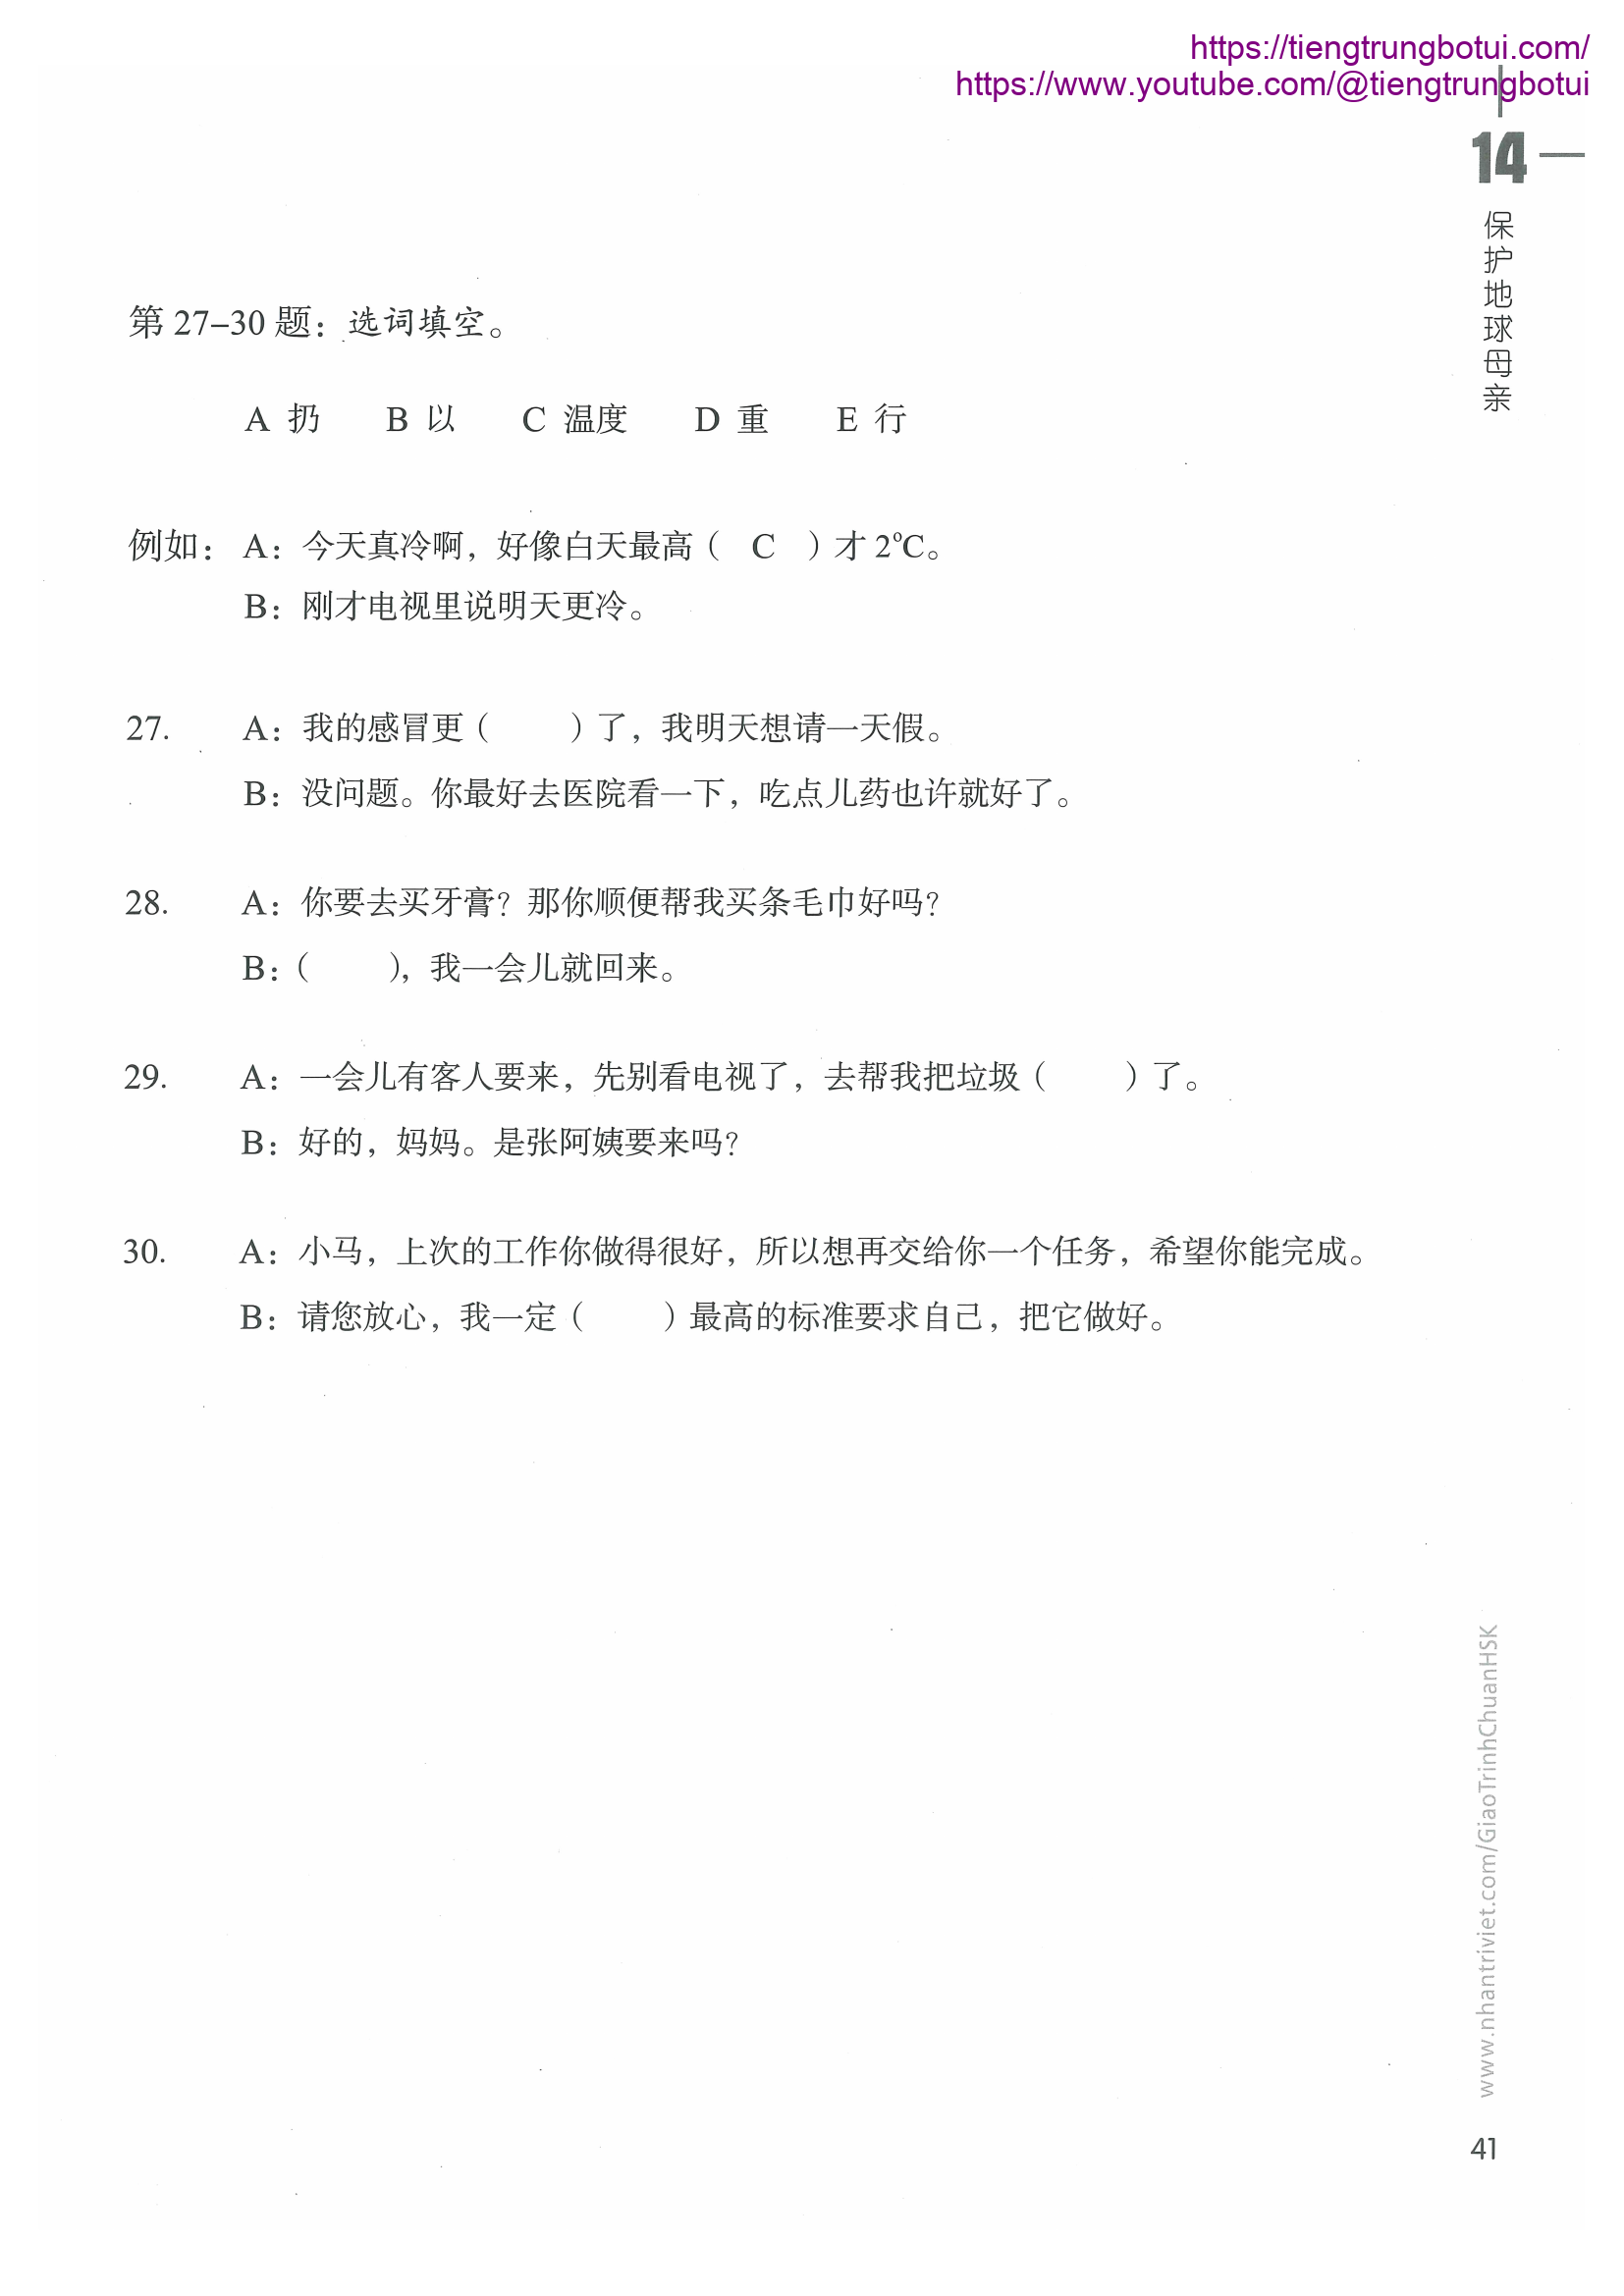 https://tiengtrungbotui.com/
https://www.youtube.com/@tiengtrungbotui
14
保护地球母亲
第 27–30 题：选词填空。
A 扔 B 以 C 温度 D 重 E 行
例如： A：今天真冷啊，好像白天最高（ C ）才 2℃。
B：刚才电视里说明天更冷。
27. A：我的感冒更（ ）了，我明天想请一天假。
B：没问题。你最好去医院看一下，吃点儿药也许就好了。
28. A：你要去买牙膏？那你顺便帮我买条毛巾好吗？
B：（ ），我一会儿就回来。
29. A：一会儿有客人要来，先别看电视了，去帮我把垃圾（ ）了。
B：好的，妈妈。是张阿姨要来吗？
30. A：小马，上次的工作你做得很好，所以想再交给你一个任务，希望你能完成。
B：请您放心，我一定（ ）最高的标准要求自己，把它做好。
www.nhantriviet.com/GiaoTrinhChuanHSK
41